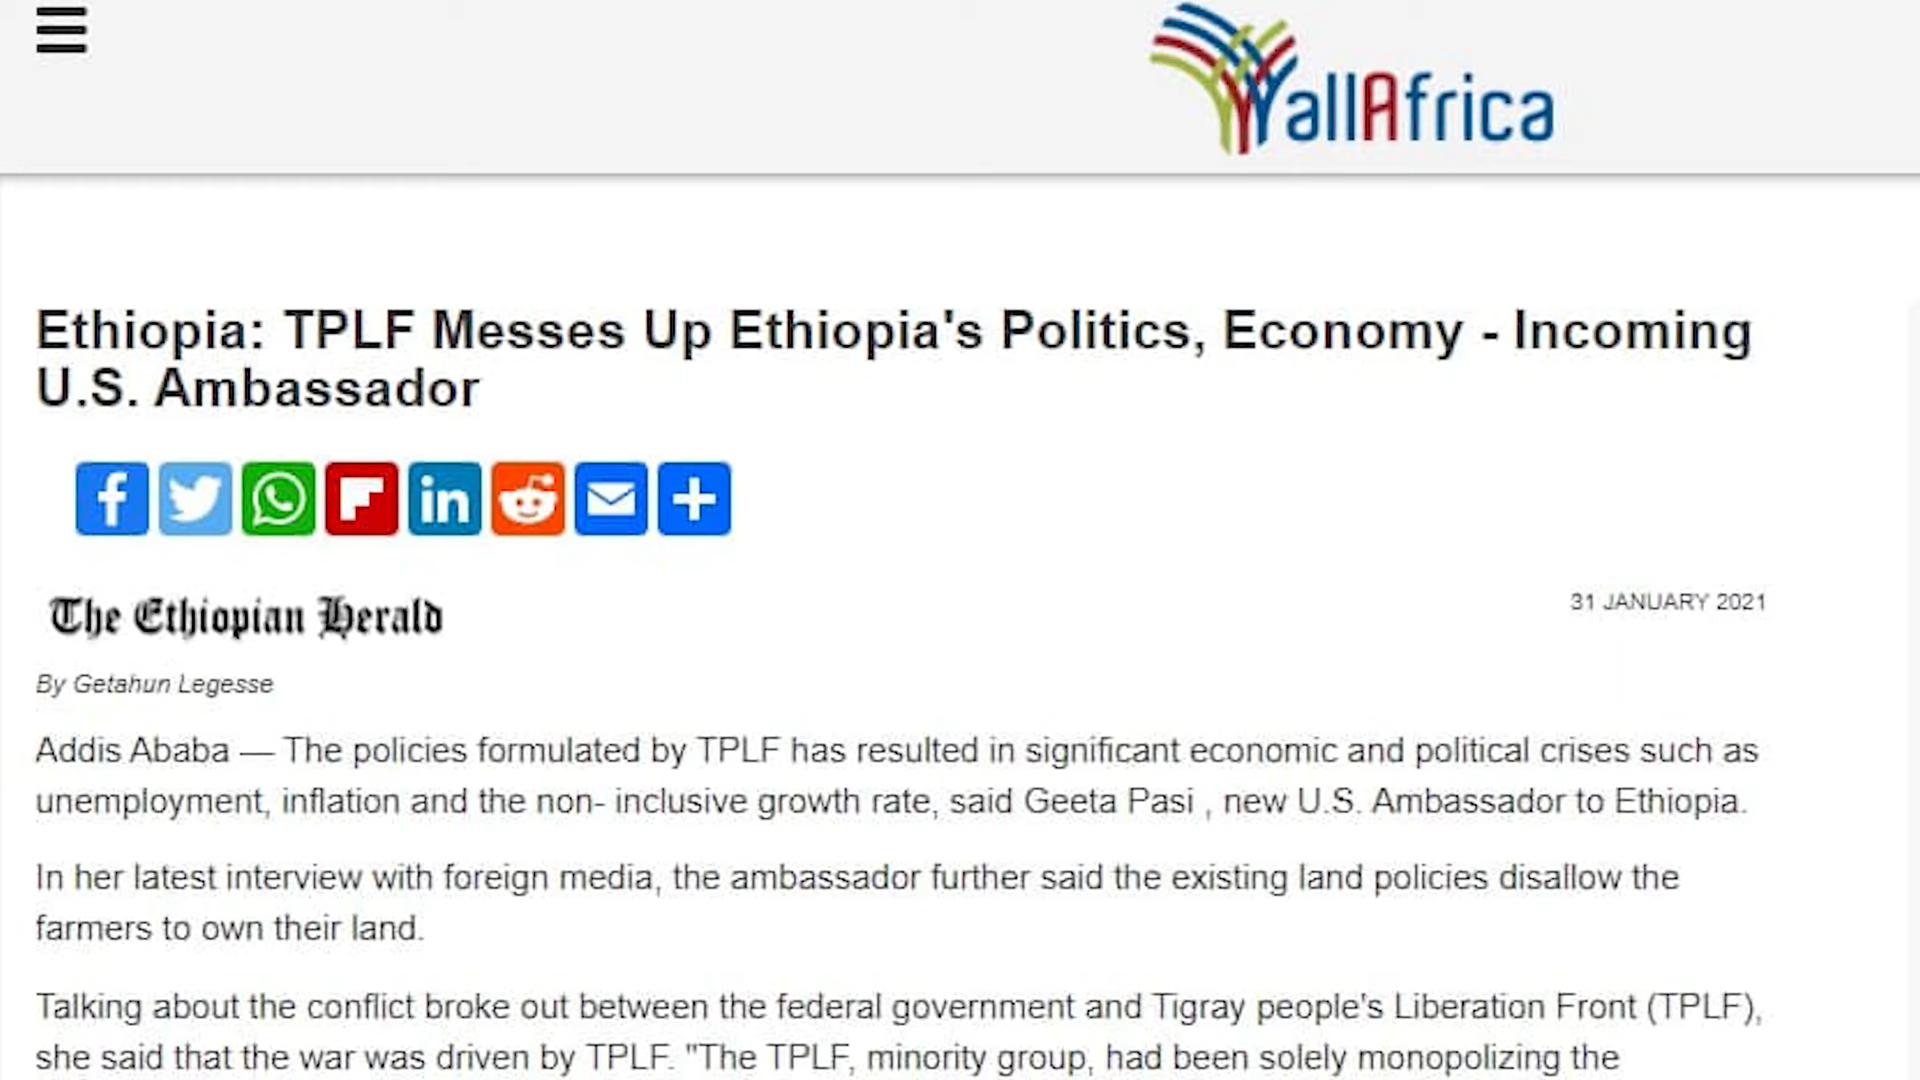 allAfrica
Ethiopia: TPLF Messes Up Ethiopia's Politics, Economy - Incoming
U.S. Ambassador
The Ethiopian Herald
31 JANUARY 2021
By Getahun Legesse
Addis Ababa — The policies formulated by TPLF has resulted in significant economic and political crises such as
unemployment, inflation and the non- inclusive growth rate, said Geeta Pasi , new U.S. Ambassador to Ethiopia.
In her latest interview with foreign media, the ambassador further said the existing land policies disallow the
farmers to own their land.
Talking about the conflict broke out between the federal government and Tigray people's Liberation Front (TPLF),
she said that the war was driven by TPLF. "The TPLF, minority group, had been solely monopolizing the